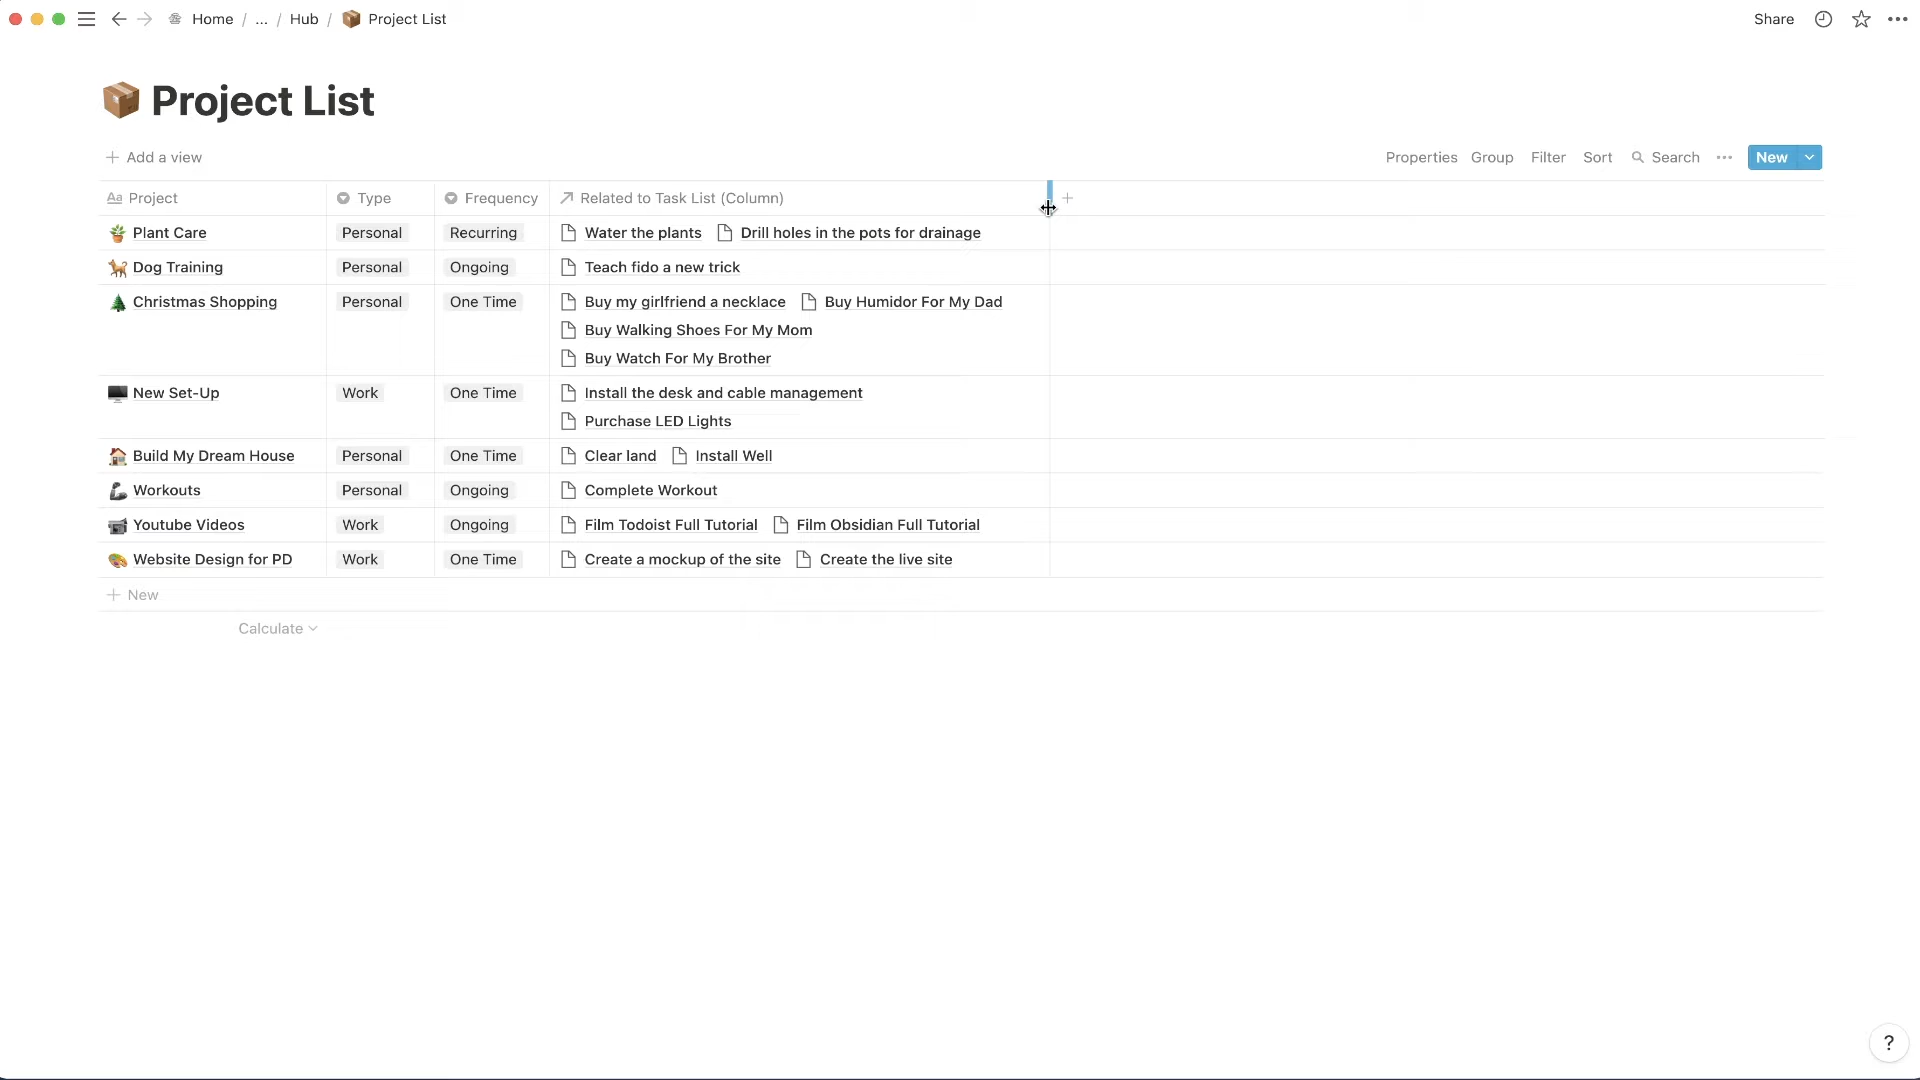 Home / ... / Hub / Project List
Share
Project List
Add a view
Properties Group Filter Sort Search New
Aa Project Type Frequency Related to Task List (Column)
Plant Care Personal Recurring Water the plants Drill holes in the pots for drainage
Dog Training Personal Ongoing Teach fido a new trick
Christmas Shopping Personal One Time Buy my girlfriend a necklace Buy Humidor For My Dad
Buy Walking Shoes For My Mom
Buy Watch For My Brother
New Set-Up Work One Time Install the desk and cable management
Purchase LED Lights
Build My Dream House Personal One Time Clear land Install Well
Workouts Personal Ongoing Complete Workout
Youtube Videos Work Ongoing Film Todoist Full Tutorial Film Obsidian Full Tutorial
Website Design for PD Work One Time Create a mockup of the site Create the live site
New
Calculate
?